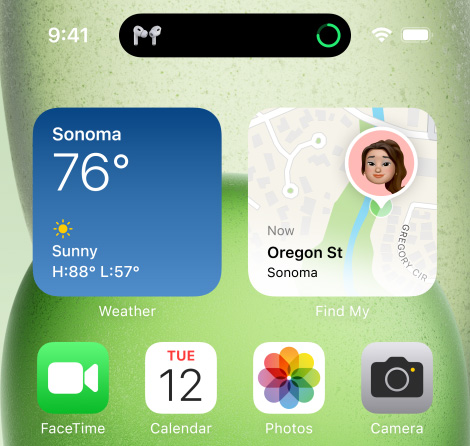 9:41
Sonoma
76°
Sunny
H:88° L:57°
Weather
Now
Oregon St
Sonoma
GREGORY CIR
Find My
FaceTime
TUE
12
Calendar
Photos
Camera